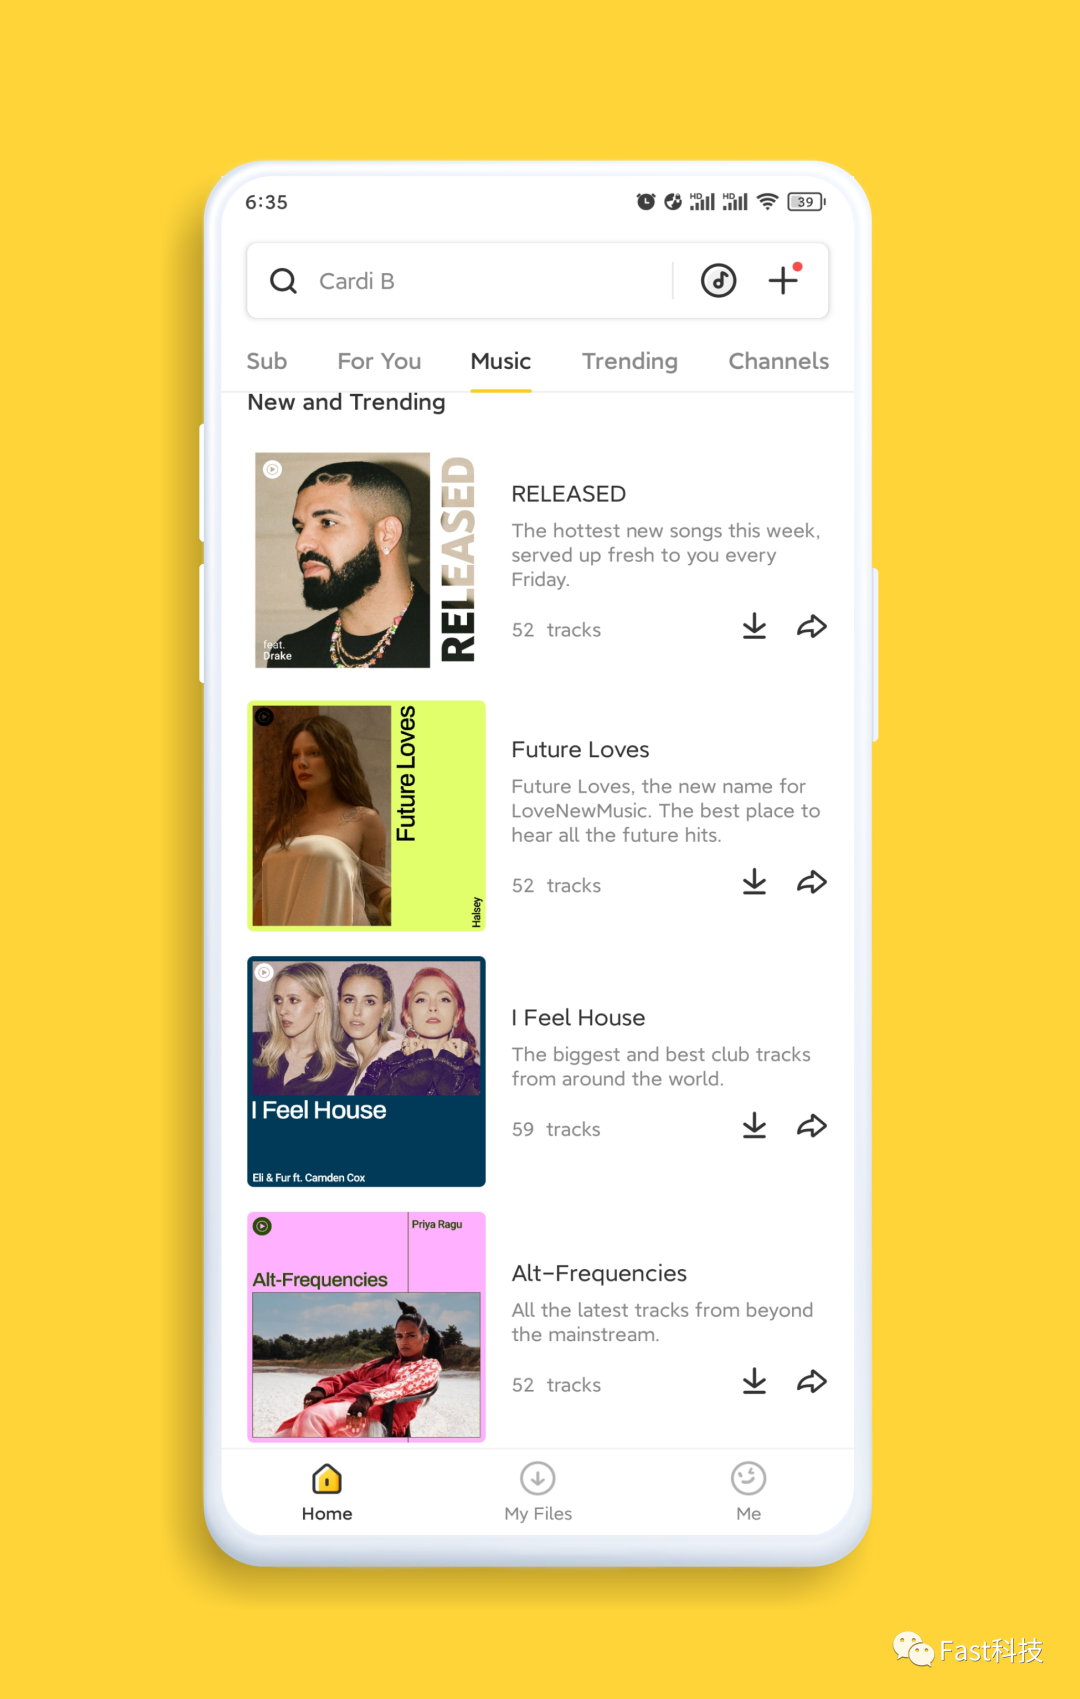 6:35
HD
HD
39
Cardi B
Sub
For You
Music
Trending
Channels
New and Trending
feat.
Drake
RELEASED
RELEASED
The hottest new songs this week,
served up fresh to you every
Friday.
52 tracks
Future Loves
Halsey
Future Loves
Future Loves, the new name for
LoveNewMusic. The best place to
hear all the future hits.
52 tracks
I Feel House
Eli & Fur ft. Camden Cox
I Feel House
The biggest and best club tracks
from around the world.
59 tracks
Priya Ragu
Alt-Frequencies
Alt-Frequencies
All the latest tracks from beyond
the mainstream.
52 tracks
Home
My Files
Me
Fast科技